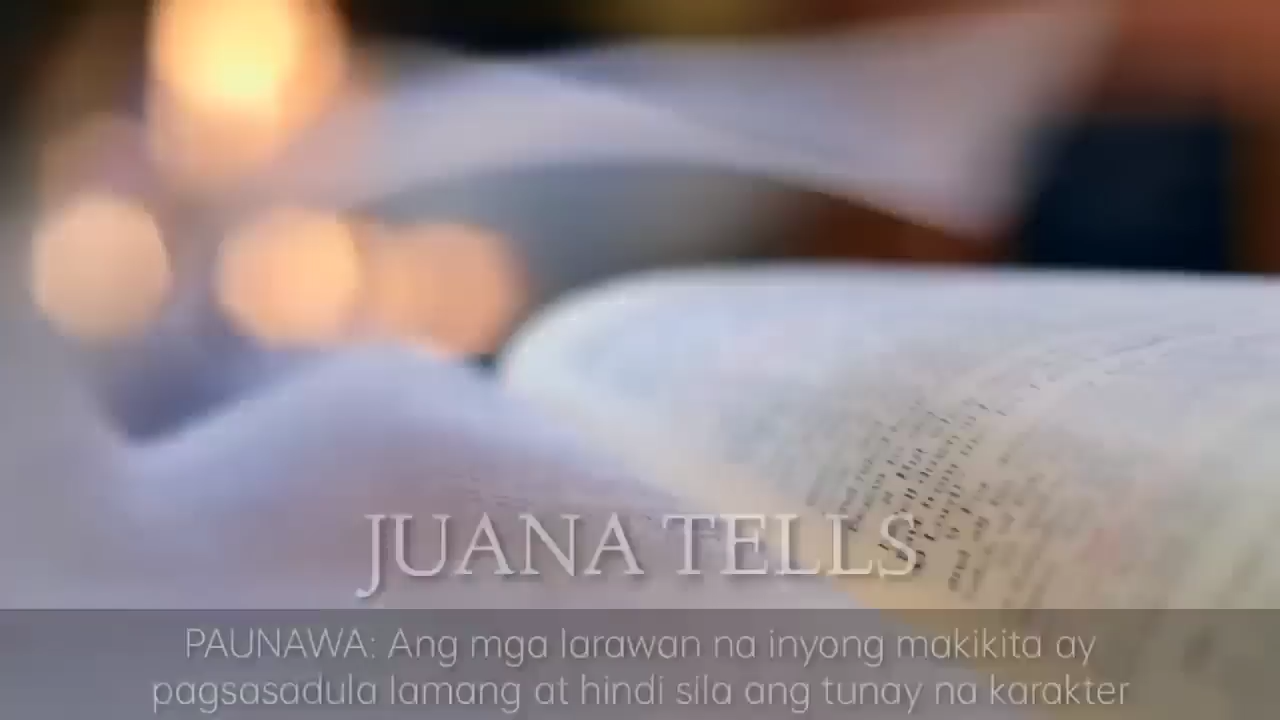 JUANA TELLS
PAUNAWA: Ang mga larawan na inyong makikita ay
pagsasadula lamang at hindi sila ang tunay na karakter